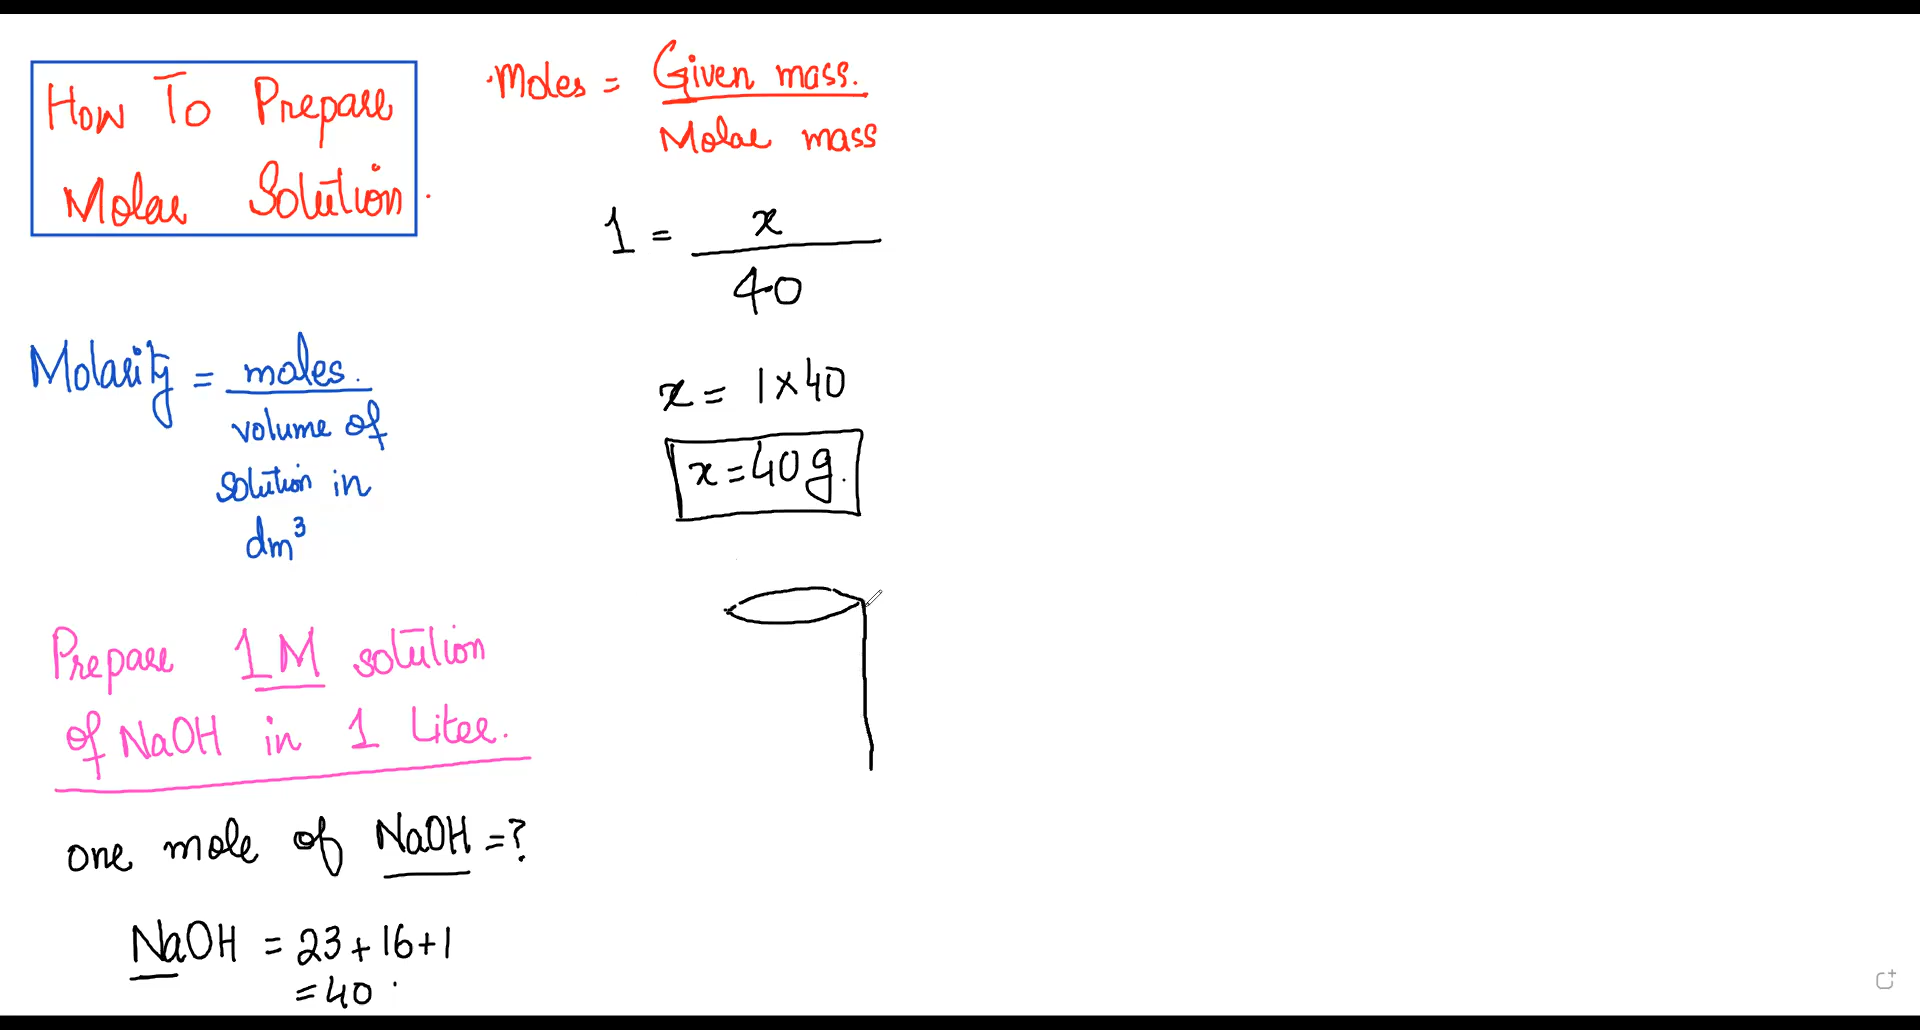 How To Prepare
Molar Solution.
Molarity = moles.
volume of
solution in
dm³
Prepare 1M solution
of NaOH in 1 Liter.
one mole of NaOH = ?
NaOH = 23 + 16 + 1
= 40
Moles = Given mass.
Molar mass
1 = x
40
x = 1 × 40
x = 40 g.